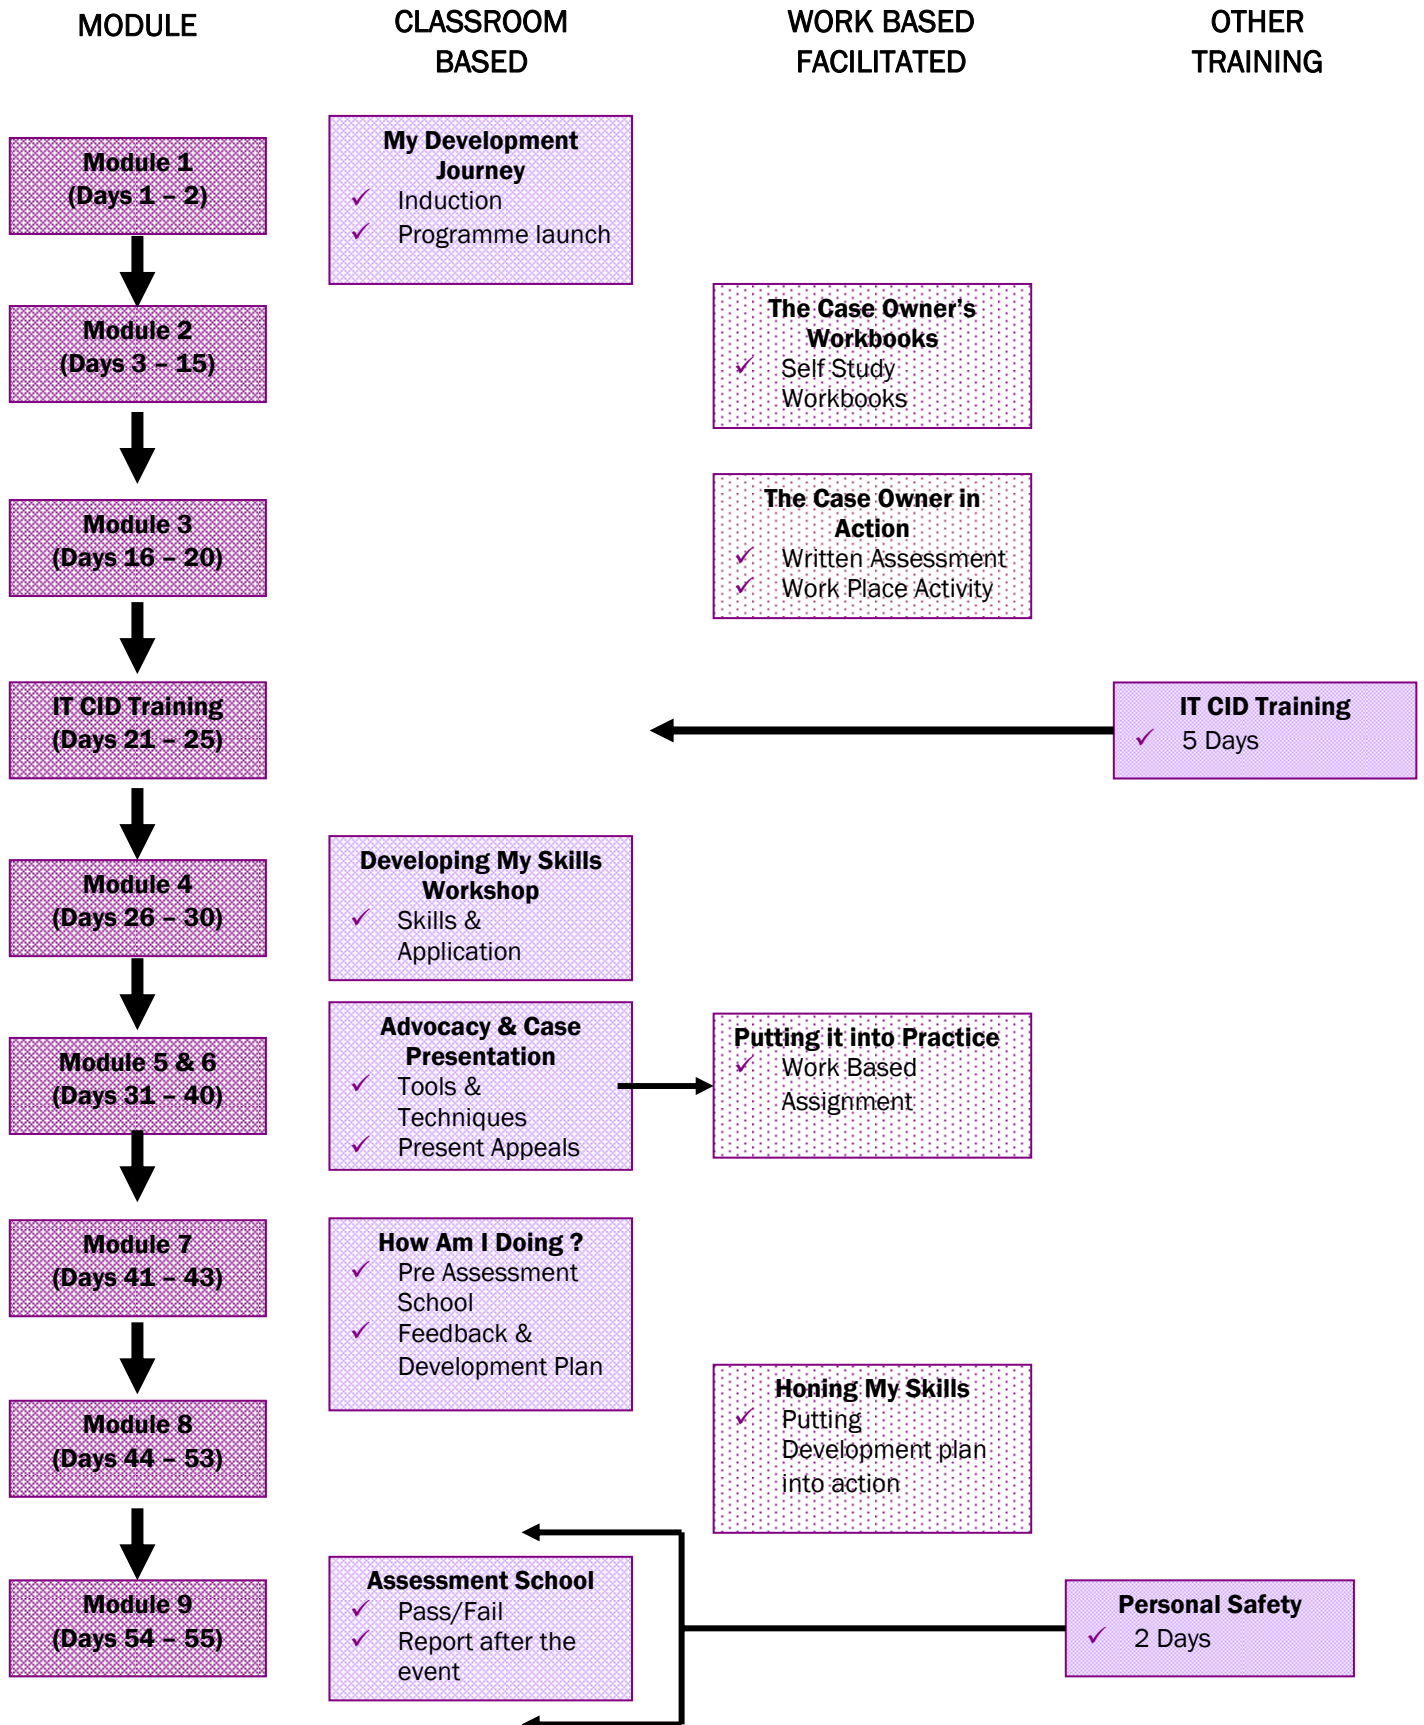 MODULE
CLASSROOM
BASED
WORK BASED
FACILITATED
OTHER
TRAINING
Module 1
(Days 1 – 2)
My Development
Journey
✓ Induction
✓ Programme launch
Module 2
(Days 3 – 15)
The Case Owner's
Workbooks
✓ Self Study
Workbooks
Module 3
(Days 16 – 20)
The Case Owner in
Action
✓ Written Assessment
✓ Work Place Activity
IT CID Training
(Days 21 – 25)
IT CID Training
✓ 5 Days
Module 4
(Days 26 – 30)
Developing My Skills
Workshop
✓ Skills &
Application
Module 5 & 6
(Days 31 – 40)
Advocacy & Case
Presentation
✓ Tools &
Techniques
✓ Present Appeals
Putting it into Practice
✓ Work Based
Assignment
Module 7
(Days 41 – 43)
How Am I Doing ?
✓ Pre Assessment
School
✓ Feedback &
Development Plan
Module 8
(Days 44 – 53)
Honing My Skills
✓ Putting
Development plan
into action
Module 9
(Days 54 – 55)
Assessment School
✓ Pass/Fail
✓ Report after the
event
Personal Safety
✓ 2 Days